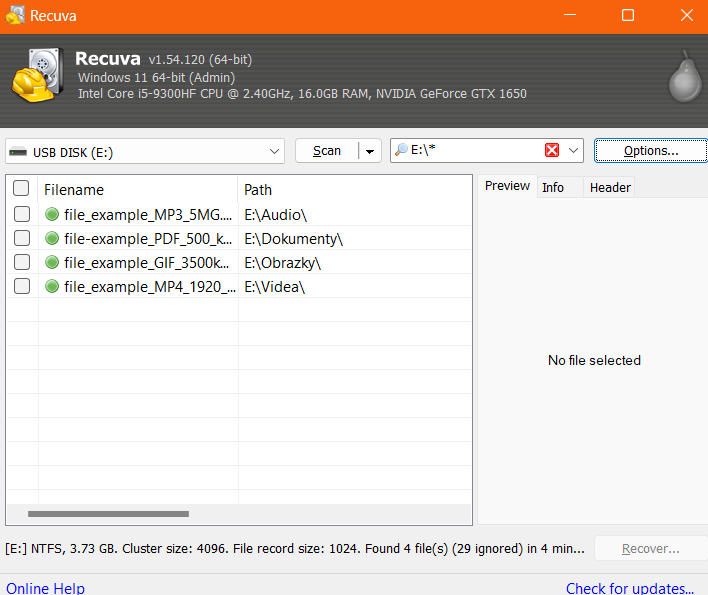 Recuva
Recuva v1.54.120 (64-bit)
Windows 11 64-bit (Admin)
Intel Core i5-9300HF CPU @ 2.40GHz, 16.0GB RAM, NVIDIA GeForce GTX 1650
USB DISK (E:) Scan E:\* Options...
Filename Path
file_example_MP3_5MG.... E:\Audio\
file-example_PDF_500_k... E:\Dokumenty\
file_example_GIF_3500k... E:\Obrazky\
file_example_MP4_1920_... E:\Videa\
Preview Info Header
No file selected
[E:] NTFS, 3.73 GB. Cluster size: 4096. File record size: 1024. Found 4 file(s) (29 ignored) in 4 min... Recover...
Online Help Check for updates...